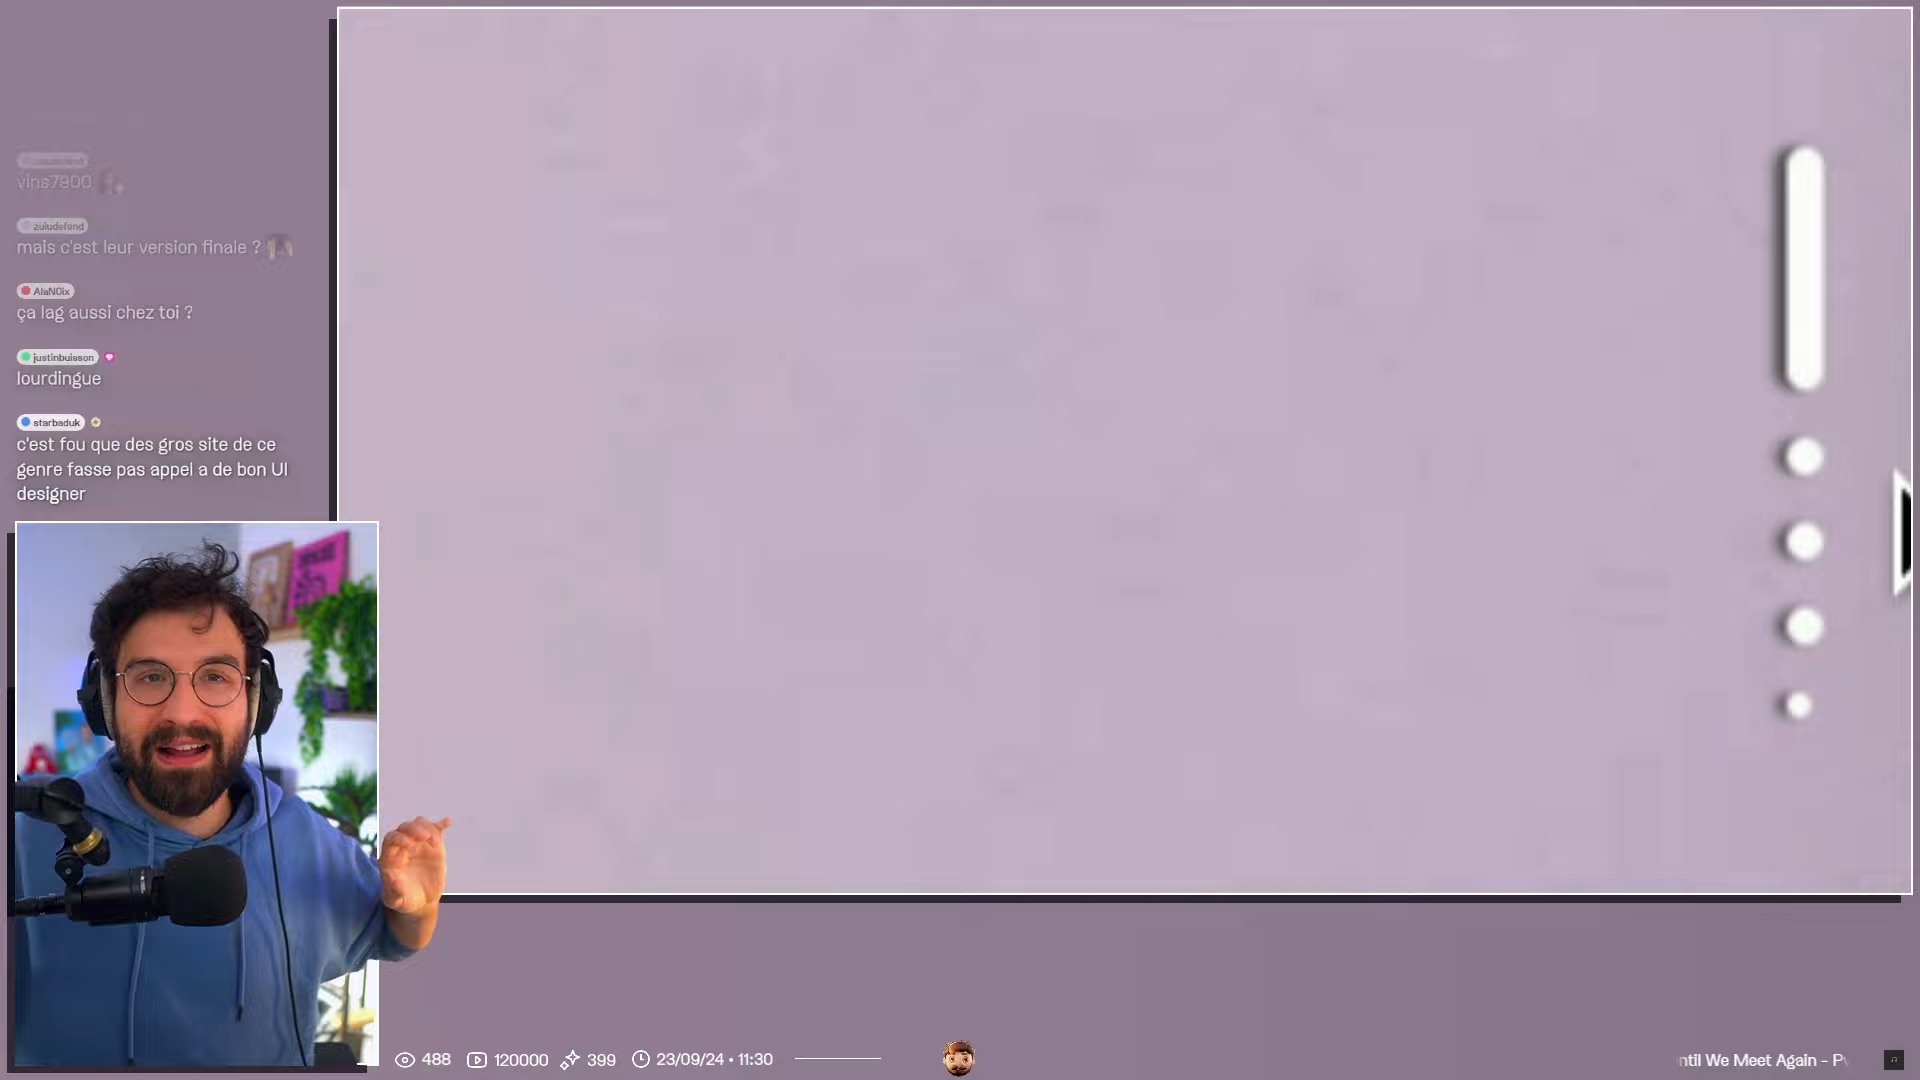 vins7900
zuludefend
mais c'est leur version finale ?
AlaN0ix
ça lag aussi chez toi ?
justinbuisson
lourdingue
starbaduk
c'est fou que des gros site de ce
genre fasse pas appel a de bon UI
designer
488 120000 399 23/09/24 • 11:30
ntil We Meet Again - P